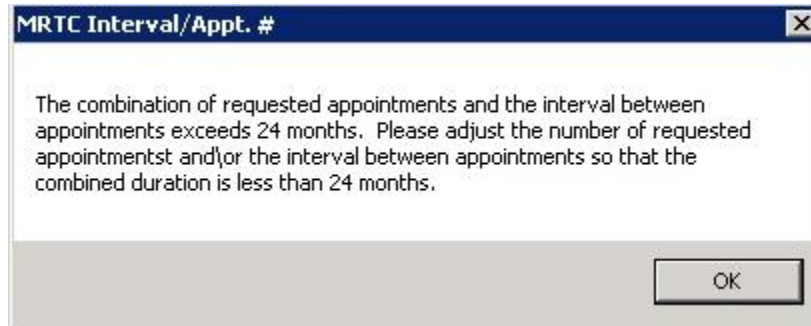 MRTC Interval/Appt. #
The combination of requested appointments and the interval between
appointments exceeds 24 months.  Please adjust the number of requested
appointmentst and\or the interval between appointments so that the
combined duration is less than 24 months.
OK